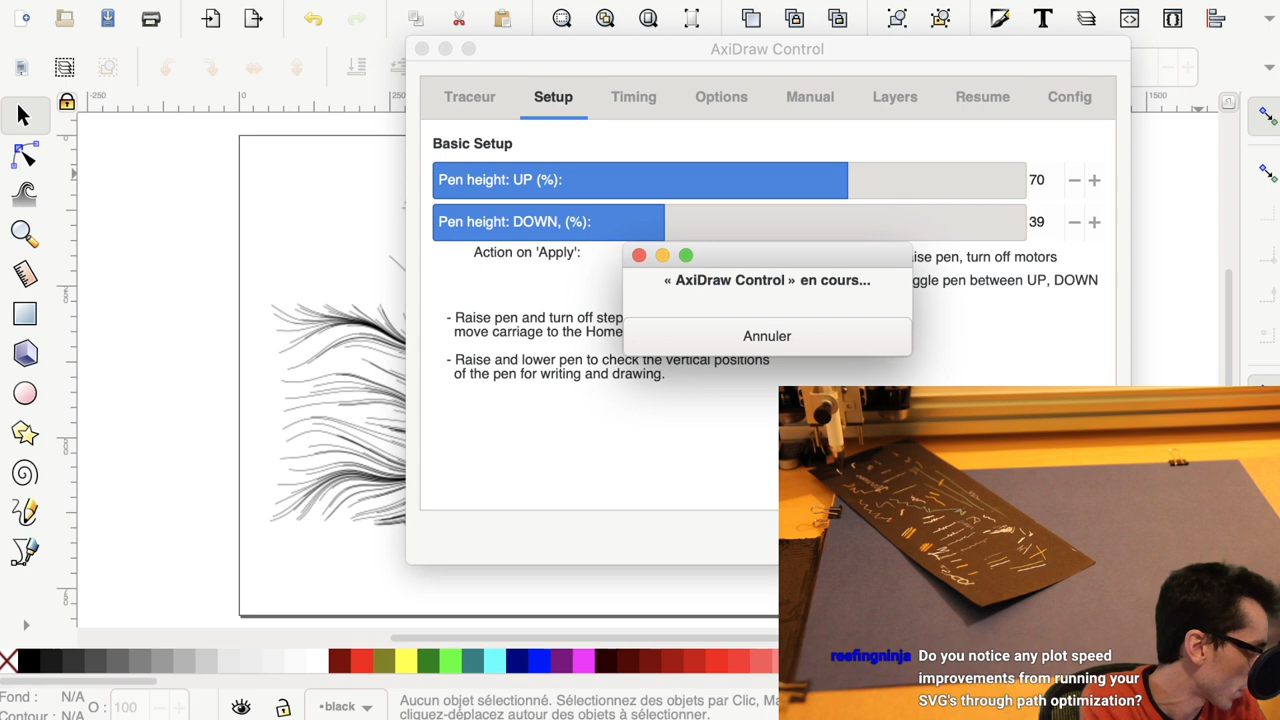 AxiDraw Control
-250
0
250
1500
Traceur
Setup
Timing
Options
Manual
Layers
Resume
Config
Basic Setup
Pen height: UP (%):
70
Pen height: DOWN, (%):
39
Action on 'Apply':
ise pen, turn off motors
ggle pen between UP, DOWN
« AxiDraw Control » en cours...
Annuler
- Raise pen and turn off step
move carriage to the Home
- Raise and lower pen to check the vertical positions
of the pen for writing and drawing.
reefingninja Do you notice any plot speed
improvements from running your
SVG's through path optimization?
Fond :
N/A
Contour :
N/A
O :
100
•black
Aucun objet sélectionné. Sélectionnez des objets par Clic, Ma
cliquez-déplacez autour des objets à sélectionner.